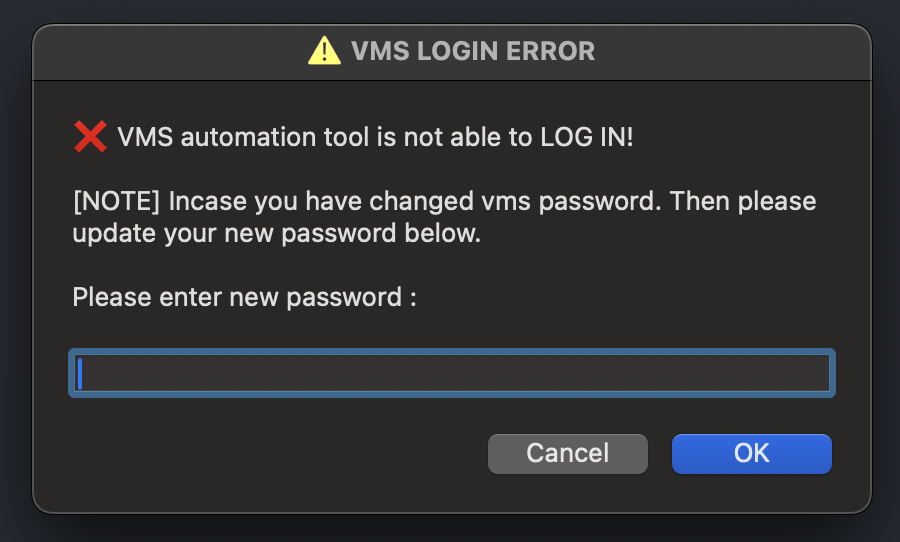 ⚠️ VMS LOGIN ERROR
❌ VMS automation tool is not able to LOG IN!
[NOTE] Incase you have changed vms password. Then please
update your new password below.
Please enter new password :
Cancel
OK